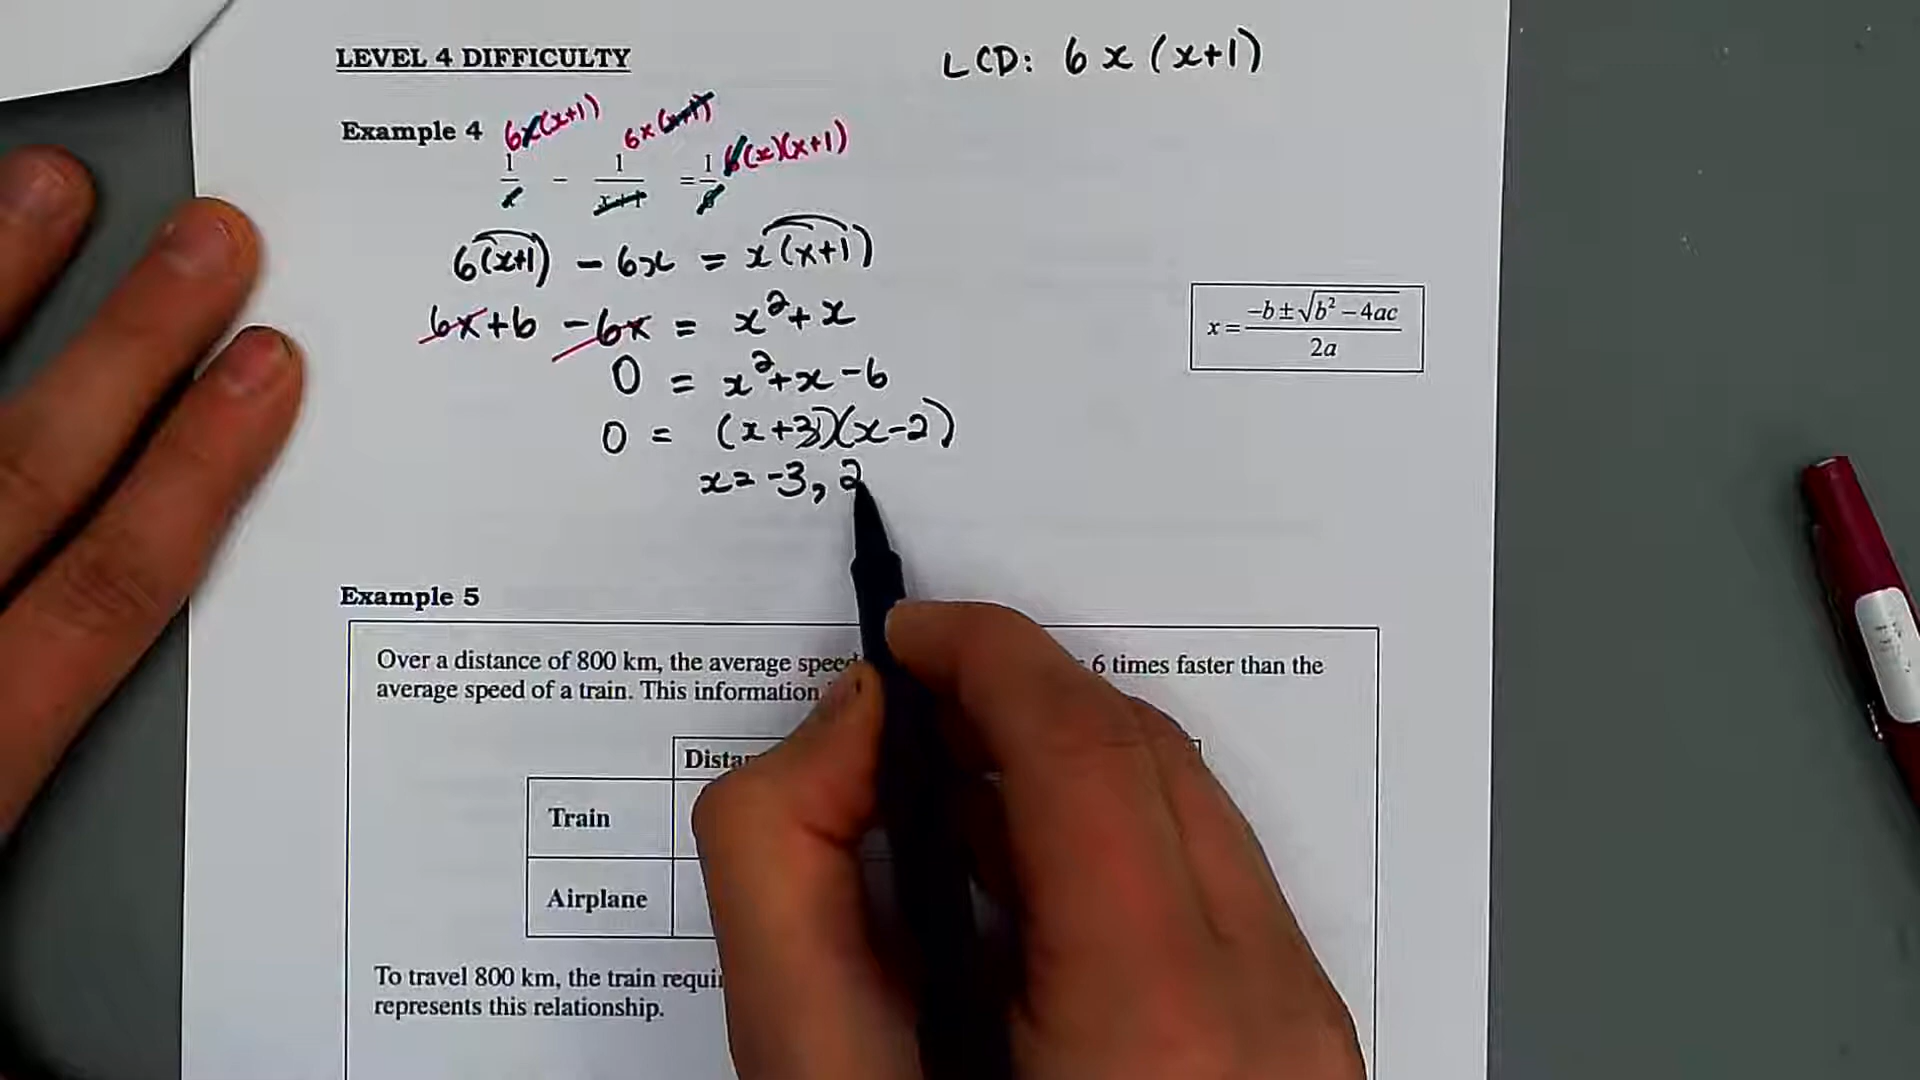 LEVEL 4 DIFFICULTY
LCD: 6x(x+1)
Example 4
6x(x+1) 6x(x+1) 6(x)(x+1)
1/x - 1/x+1 = 1/6
6(x+1) - 6x = x(x+1)
6x+6 - 6x = x²+x
0 = x²+x-6
0 = (x+3)(x-2)
x = -3, 2
x = -b±√b²-4ac / 2a
Example 5
Over a distance of 800 km, the average speed 6 times faster than the
average speed of a train. This information
Train
Airplane
To travel 800 km, the train
represents this relationship.